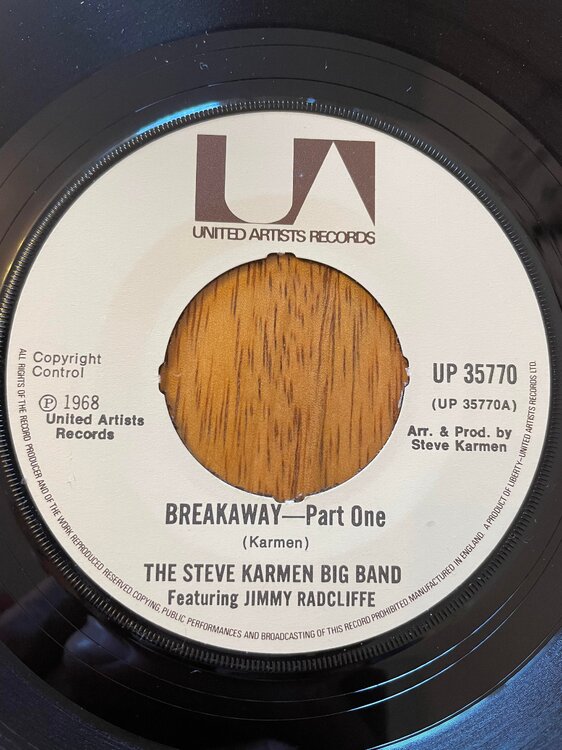 UA
UNITED ARTISTS RECORDS
Copyright
Control
Ⓟ 1968
United Artists
Records
UP 35770
(UP 35770A)
Arr. & Prod. by
Steve Karmen
BREAKAWAY—Part One
(Karmen)
THE STEVE KARMEN BIG BAND
Featuring JIMMY RADCLIFFE
ALL RIGHTS OF THE RECORD PRODUCER AND OF THE WORK REPRODUCED RESERVED. COPYING, PUBLIC PERFORMANCES AND BROADCASTING OF THIS RECORD PROHIBITED. MANUFACTURED IN ENGLAND. A PRODUCT OF LIBERTY-UNITED ARTISTS RECORDS LTD.